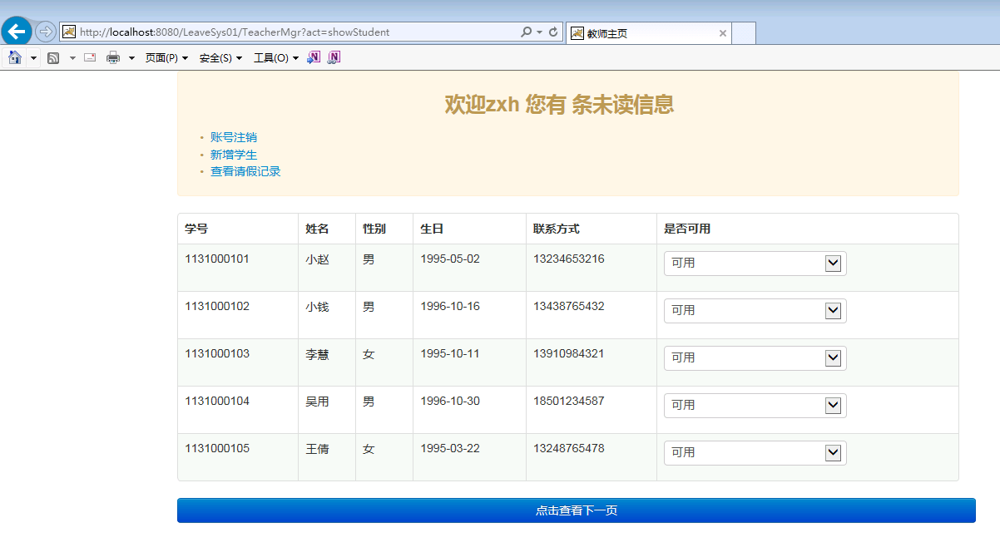 http://localhost:8080/LeaveSys01/TeacherMgr?act=showStudent
教师主页
页面(P) 安全(S) 工具(O)
欢迎zxh 您有 条未读信息
账号注销
新增学生
查看请假记录
学号 姓名 性别 生日 联系方式 是否可用
1131000101 小赵 男 1995-05-02 13234653216 可用
1131000102 小钱 男 1996-10-16 13438765432 可用
1131000103 李慧 女 1995-10-11 13910984321 可用
1131000104 吴用 男 1996-10-30 18501234587 可用
1131000105 王倩 女 1995-03-22 13248765478 可用
点击查看下一页